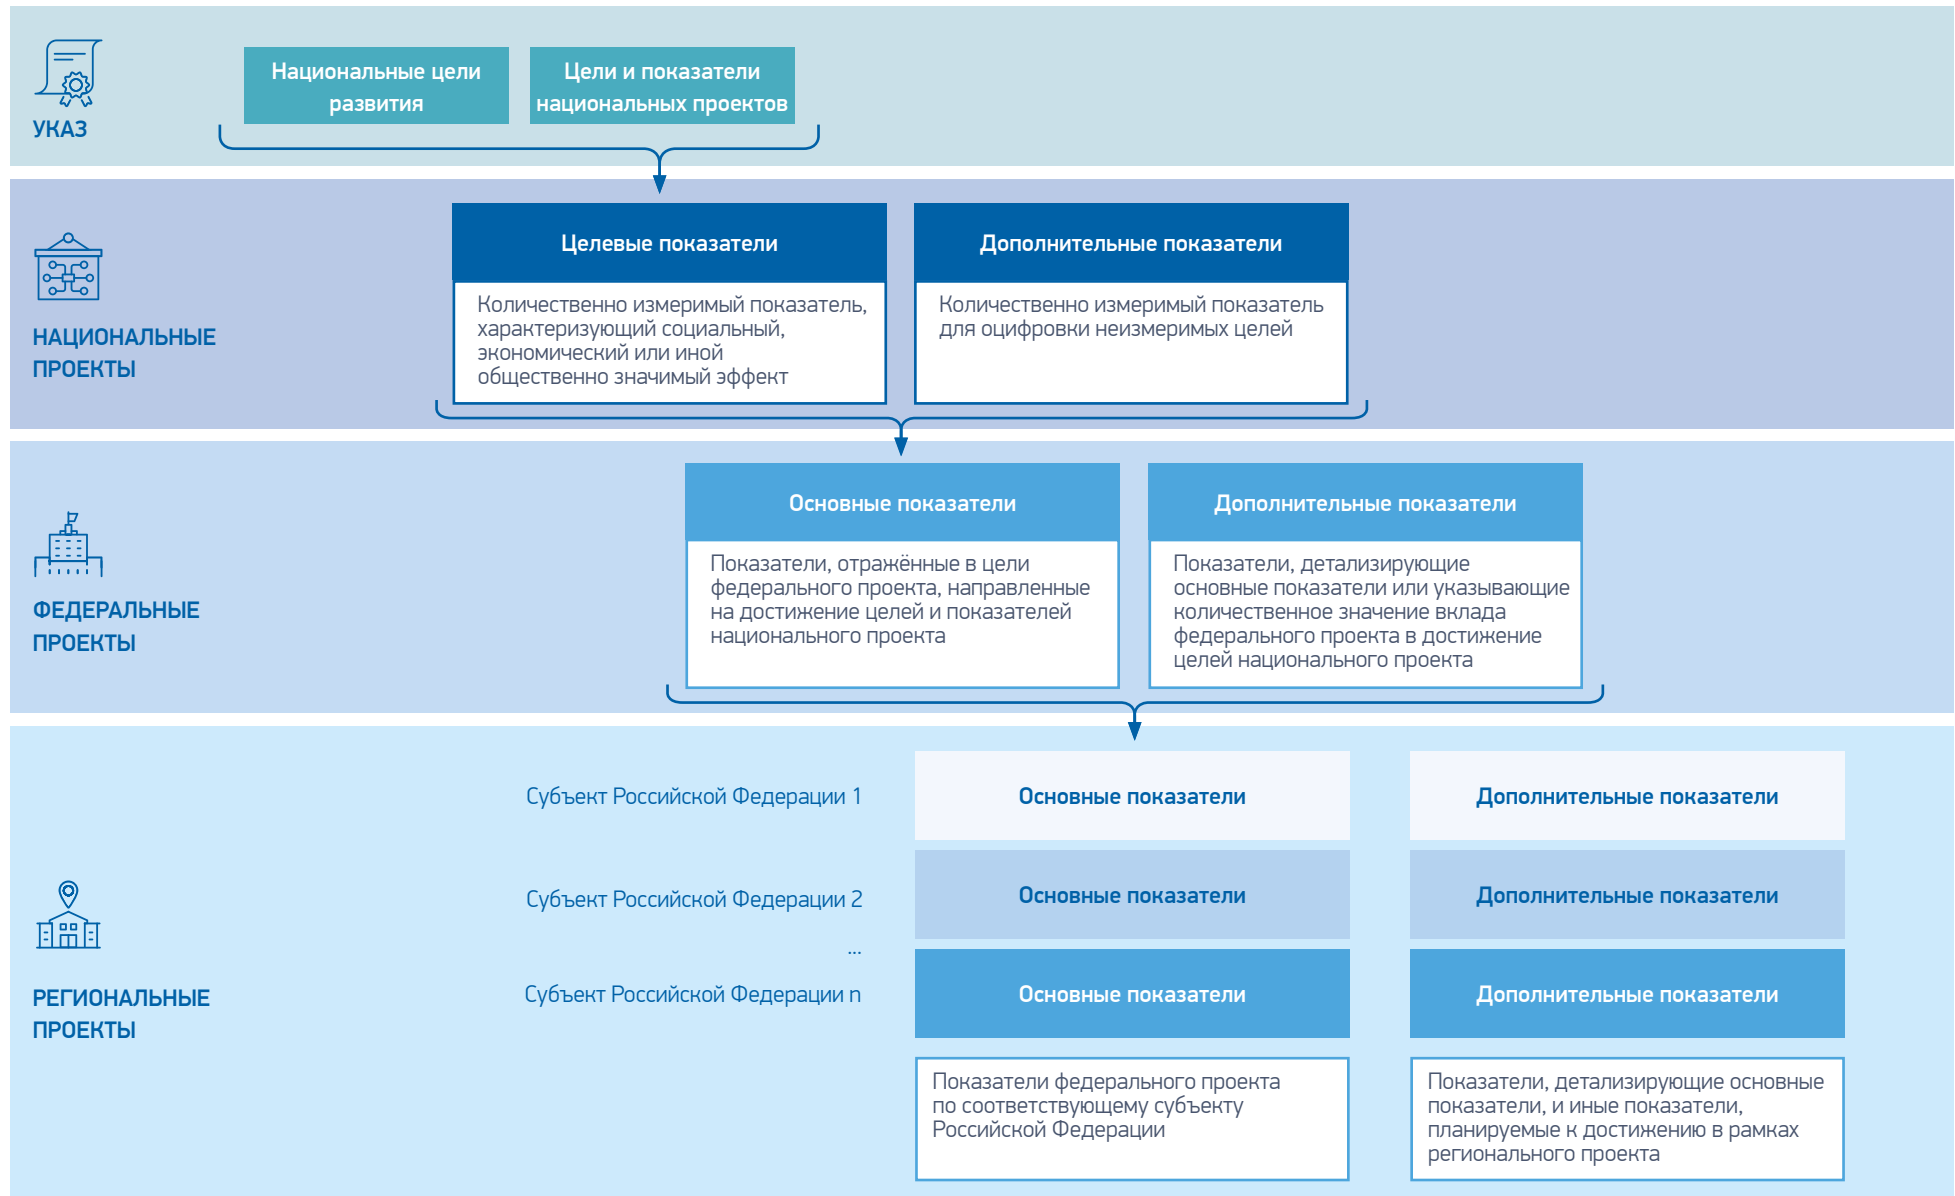 УКАЗ
Национальные цели
развития
Цели и показатели
национальных проектов
НАЦИОНАЛЬНЫЕ
ПРОЕКТЫ
Целевые показатели
Количественно измеримый показатель,
характеризующий социальный,
экономический или иной
общественно значимый эффект
Дополнительные показатели
Количественно измеримый показатель
для оцифровки неизмеримых целей
ФЕДЕРАЛЬНЫЕ
ПРОЕКТЫ
Основные показатели
Показатели, отражённые в цели
федерального проекта, направленные
на достижение целей и показателей
национального проекта
Дополнительные показатели
Показатели, детализирующие
основные показатели или указывающие
количественное значение вклада
федерального проекта в достижение
целей национального проекта
РЕГИОНАЛЬНЫЕ
ПРОЕКТЫ
Субъект Российской Федерации 1
Основные показатели
Дополнительные показатели
Субъект Российской Федерации 2
Основные показатели
Дополнительные показатели
...
Субъект Российской Федерации n
Основные показатели
Дополнительные показатели
Показатели федерального проекта
по соответствующему субъекту
Российской Федерации
Показатели, детализирующие основные
показатели, и иные показатели,
планируемые к достижению в рамках
регионального проекта